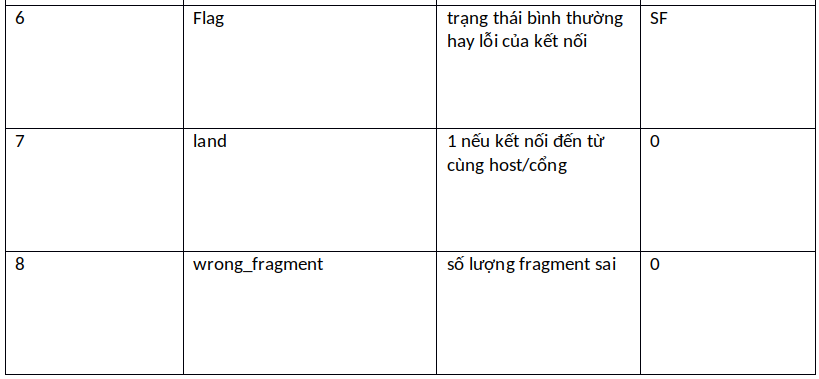 6 Flag trạng thái bình thường SF
hay lỗi của kết nối
7 land 1 nếu kết nối đến từ 0
cùng host/cổng
8 wrong_fragment số lượng fragment sai 0